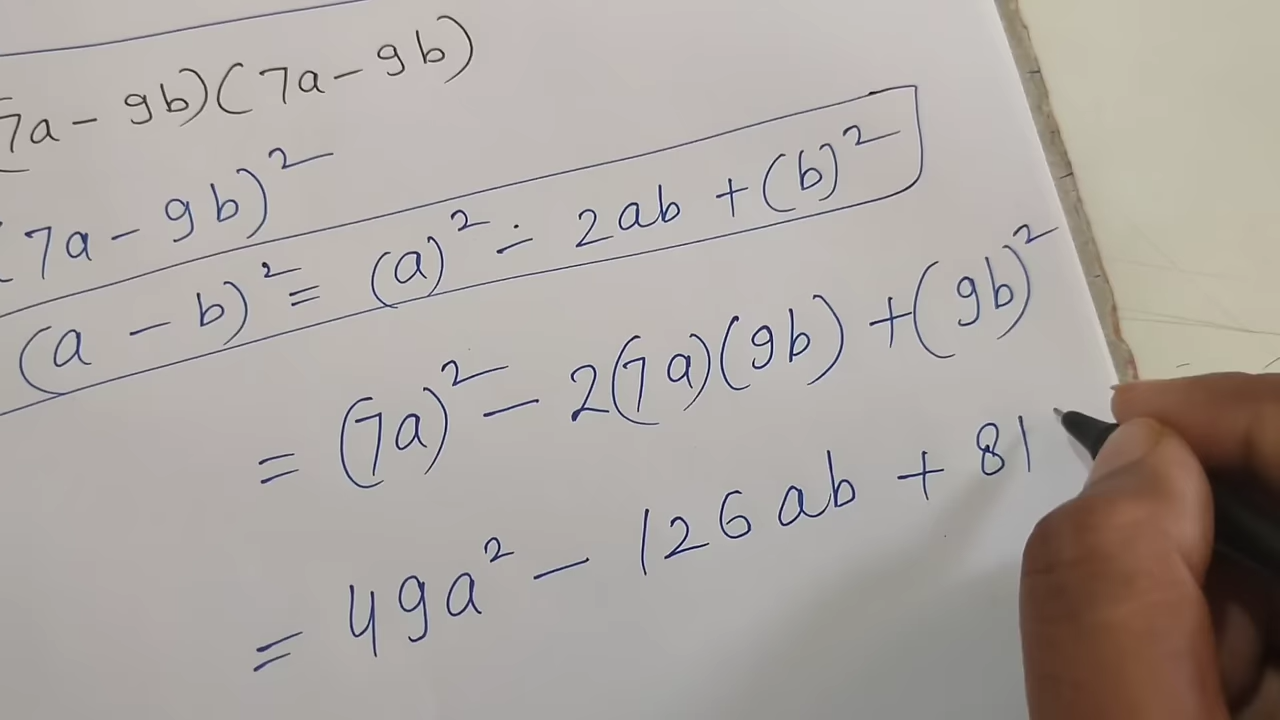 7a - 9b)(7a - 9b)
(7a - 9b)²
(a - b)² = (a)² - 2ab + (b)²
= (7a)² - 2(7a)(9b) + (9b)²
= 49a² - 126ab + 81